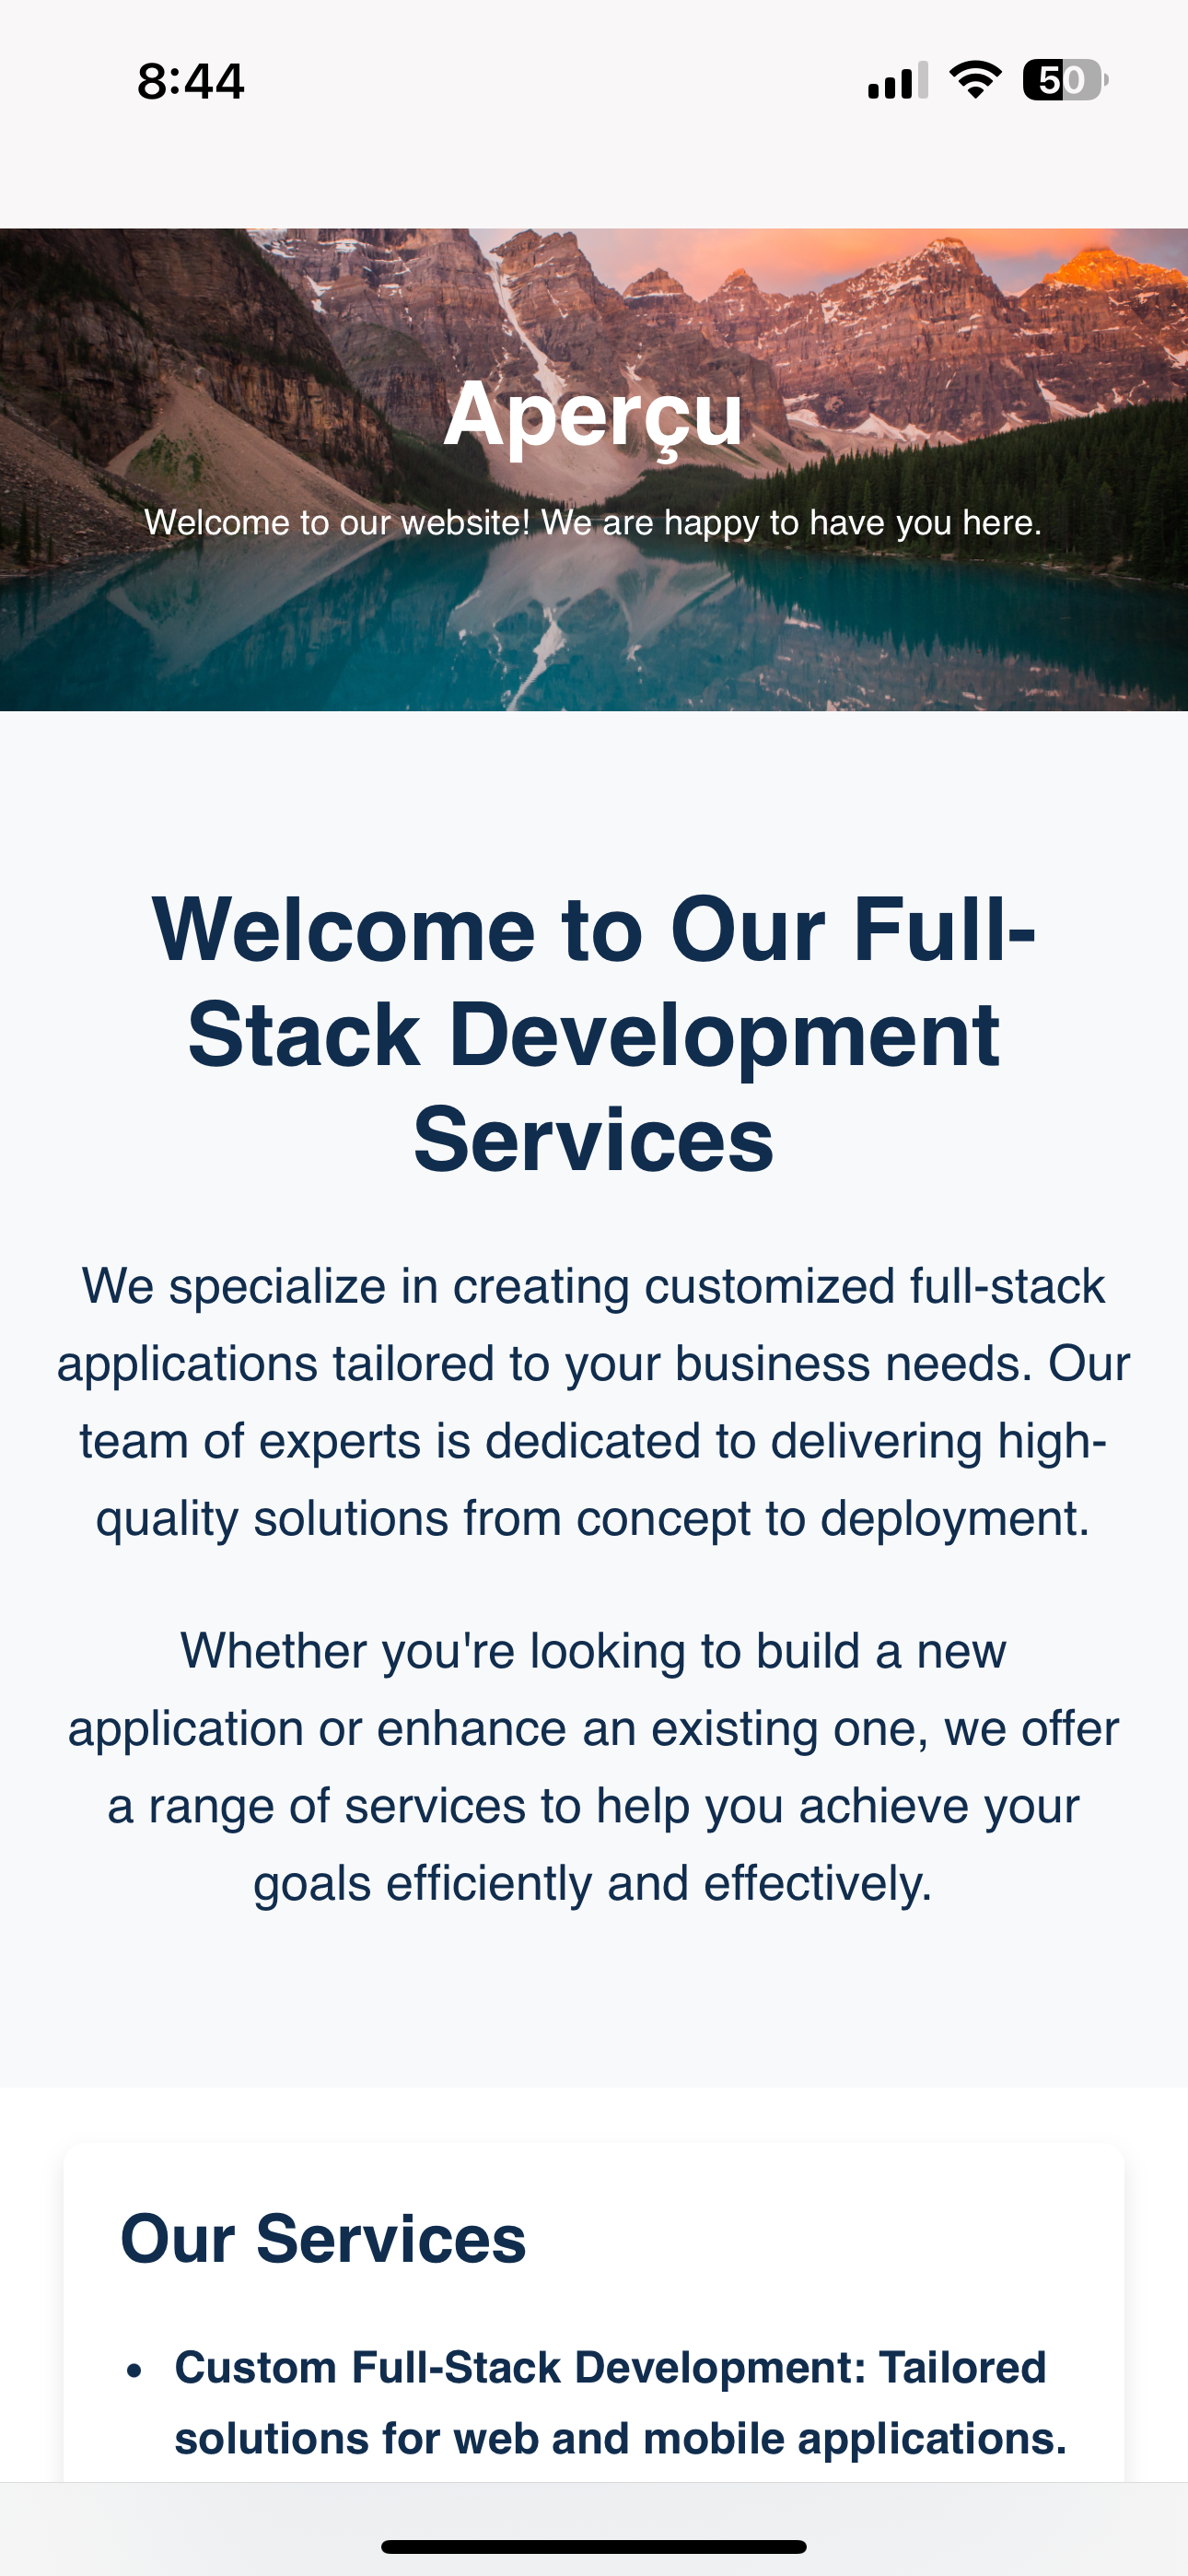 8:44
50
Aperçu
Welcome to our website! We are happy to have you here.
Welcome to Our Full-
Stack Development
Services
We specialize in creating customized full-stack
applications tailored to your business needs. Our
team of experts is dedicated to delivering high-
quality solutions from concept to deployment.
Whether you're looking to build a new
application or enhance an existing one, we offer
a range of services to help you achieve your
goals efficiently and effectively.
Our Services
• Custom Full-Stack Development: Tailored
solutions for web and mobile applications.